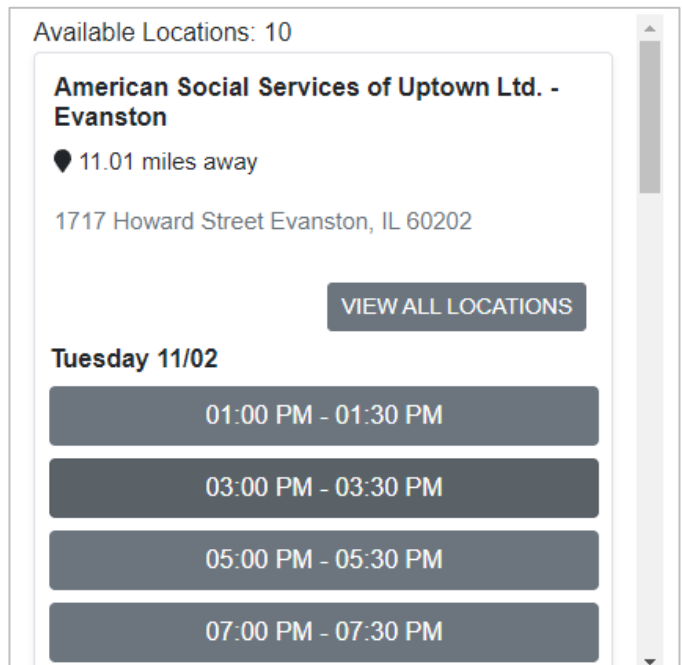 Available Locations: 10
American Social Services of Uptown Ltd. -
Evanston
11.01 miles away
1717 Howard Street Evanston, IL 60202
VIEW ALL LOCATIONS
Tuesday 11/02
01:00 PM - 01:30 PM
03:00 PM - 03:30 PM
05:00 PM - 05:30 PM
07:00 PM - 07:30 PM